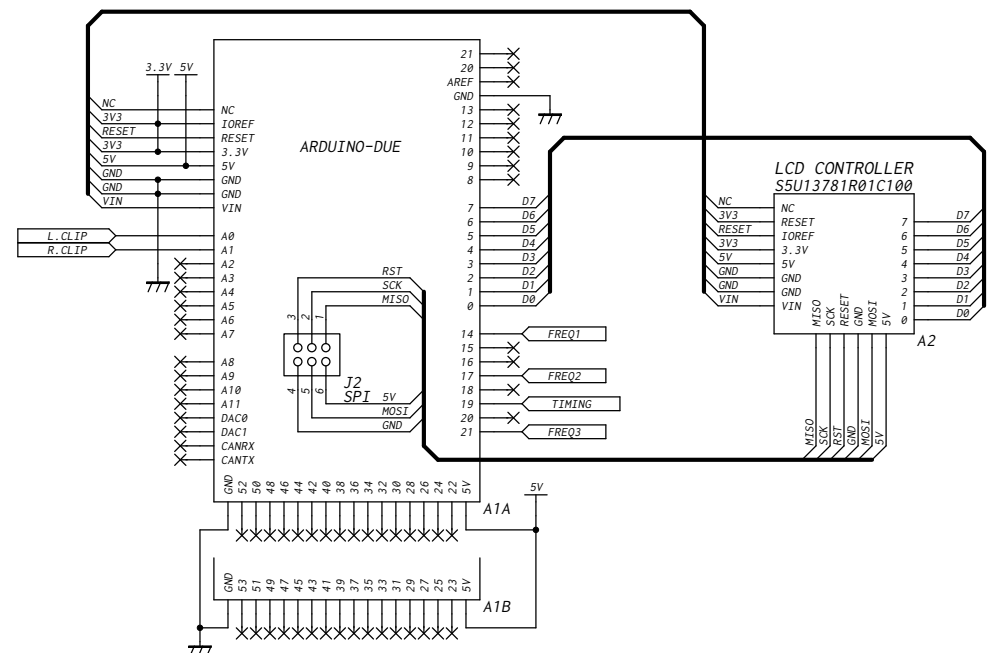 3.3V 5V
NC
3V3
RESET
3V3
5V
GND
GND
VIN
L.CLIP
R.CLIP
NC
IOREF
RESET
3.3V
5V
GND
GND
VIN
A0
A1
A2
A3
A4
A5
A6
A7
A8
A9
A10
A11
DAC0
DAC1
CANRX
CANTX
ARDUINO-DUE
21
20
AREF
GND
13
12
11
10
9
8
7
6
5
4
3
2
1
0
14
15
16
17
18
19
20
21
D7
D6
D5
D4
D3
D2
D1
D0
FREQ1
FREQ2
TIMING
FREQ3
RST
SCK
MISO
3 2 1
4 5 6
J2
SPI
5V
MOSI
GND
GND 52 50 48 46 44 42 40 38 36 34 32 30 28 26 24 22 5V
A1A
5V
GND 53 51 49 47 45 43 41 39 37 35 33 31 29 27 25 23 5V
A1B
LCD CONTROLLER
S5U13781R01C100
NC
3V3
RESET
3V3
5V
GND
GND
VIN
NC
RESET
IOREF
3.3V
5V
GND
GND
VIN
7
6
5
4
3
2
1
0
D7
D6
D5
D4
D3
D2
D1
D0
MISO SCK RESET GND MOSI 5V
A2
MISO SCK RST GND MOSI 5V